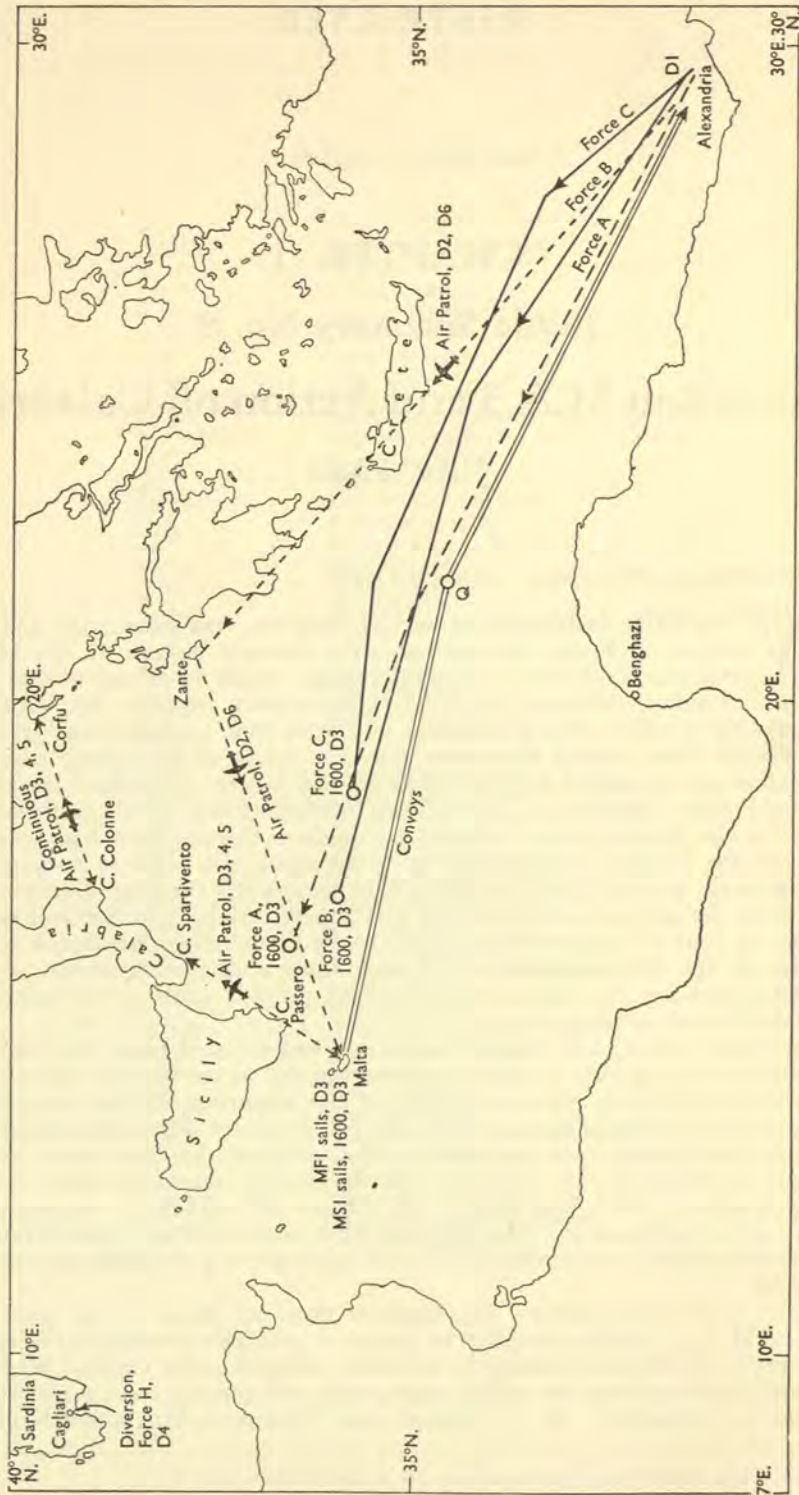 40°
N.
Sardinia
Cagliari
Diversion,
Force H,
D4
10°E.
20°E.
30°E.
Continuous
Air Patrol, D3, 4, 5
Corfu
C. Colonne
Calabria
C. Spartivento
Air Patrol, D3, 4, 5
Zante
Air Patrol, D2, D6
Sicily
C.
Passero
Force A,
1600, D3
Force C,
1600, D3
Force B,
1600, D3
MF1 sails, D3
MS1 sails, 1600, D3
Malta
Crete
Air Patrol, D2, D6
35°N.
35°N.
Convoys
Q
Force C
Force B
Force A
D1
Alexandria
Benghazi
7°E.
10°E.
20°E.
30°E.
30°
N.